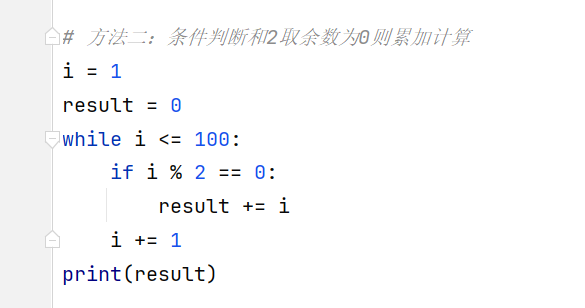 # 方法二：条件判断和2取余数为0则累加计算
i = 1
result = 0
while i <= 100:
    if i % 2 == 0:
        result += i
    i += 1
print(result)